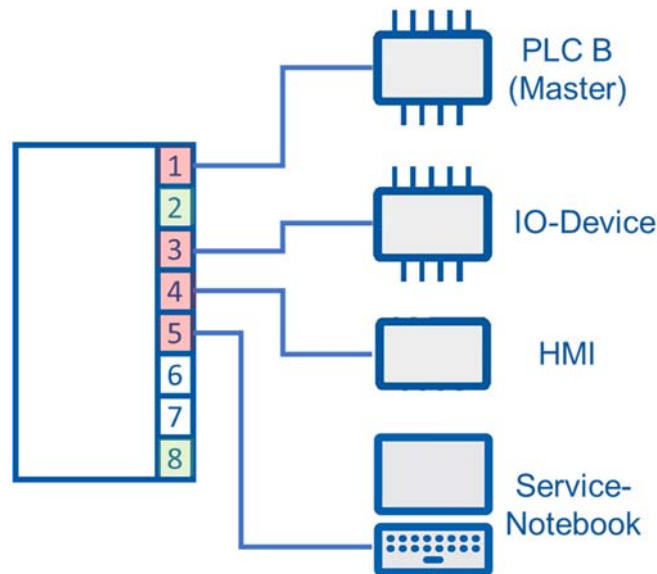 PLC B
(Master)
1
2
IO-Device
3
4
5
HMI
6
7
8
Service-
Notebook